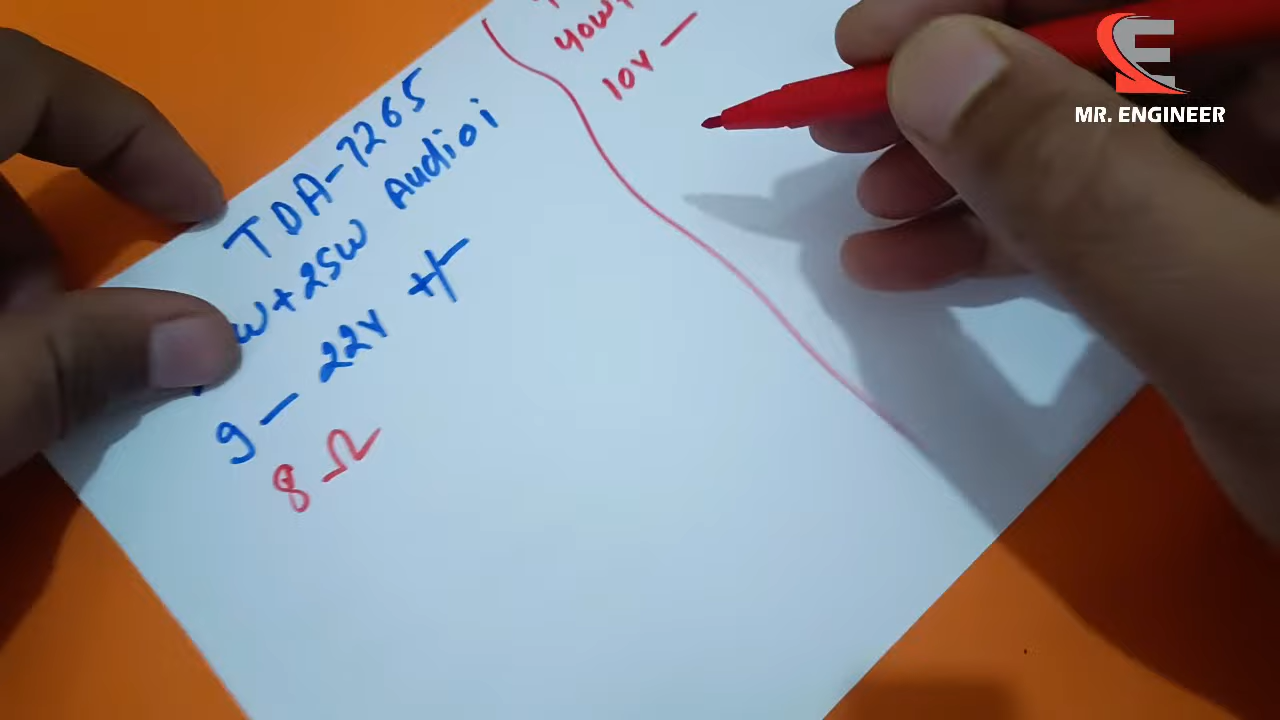 TDA-7265
W+25W Audio i
9 — 22V +/-
8 Ω
40W+
10V —
MR. ENGINEER